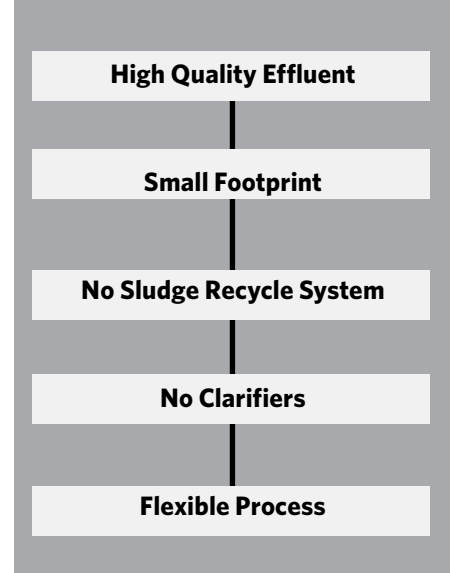 High Quality Effluent
Small Footprint
No Sludge Recycle System
No Clarifiers
Flexible Process